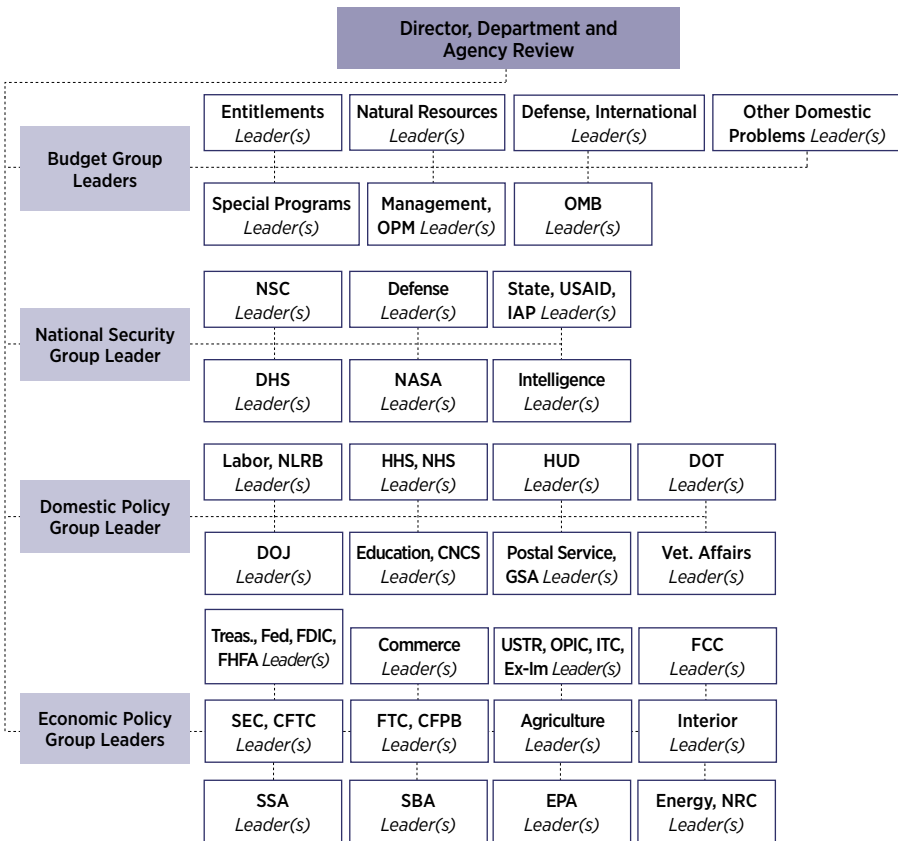 Director, Department and
Agency Review
Entitlements
Leader(s)
Natural Resources
Leader(s)
Defense, International
Leader(s)
Other Domestic
Problems Leader(s)
Budget Group
Leaders
Special Programs
Leader(s)
Management,
OPM Leader(s)
OMB
Leader(s)
NSC
Leader(s)
Defense
Leader(s)
State, USAID,
IAP Leader(s)
National Security
Group Leader
DHS
Leader(s)
NASA
Leader(s)
Intelligence
Leader(s)
Labor, NLRB
Leader(s)
HHS, NHS
Leader(s)
HUD
Leader(s)
DOT
Leader(s)
Domestic Policy
Group Leader
DOJ
Leader(s)
Education, CNCS
Leader(s)
Postal Service,
GSA Leader(s)
Vet. Affairs
Leader(s)
Treas., Fed, FDIC,
FHFA Leader(s)
Commerce
Leader(s)
USTR, OPIC, ITC,
Ex-Im Leader(s)
FCC
Leader(s)
Economic Policy
Group Leaders
SEC, CFTC
Leader(s)
FTC, CFPB
Leader(s)
Agriculture
Leader(s)
Interior
Leader(s)
SSA
Leader(s)
SBA
Leader(s)
EPA
Leader(s)
Energy, NRC
Leader(s)